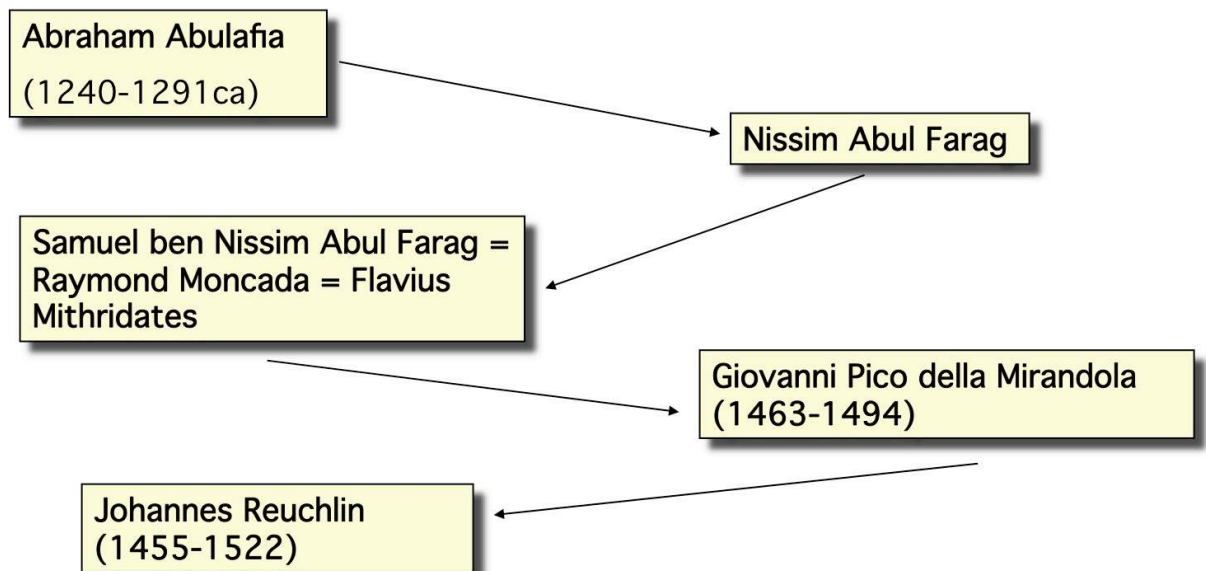 Abraham Abulafia
(1240-1291ca)
Nissim Abul Farag
Samuel ben Nissim Abul Farag =
Raymond Moncada = Flavius
Mithridates
Giovanni Pico della Mirandola
(1463-1494)
Johannes Reuchlin
(1455-1522)